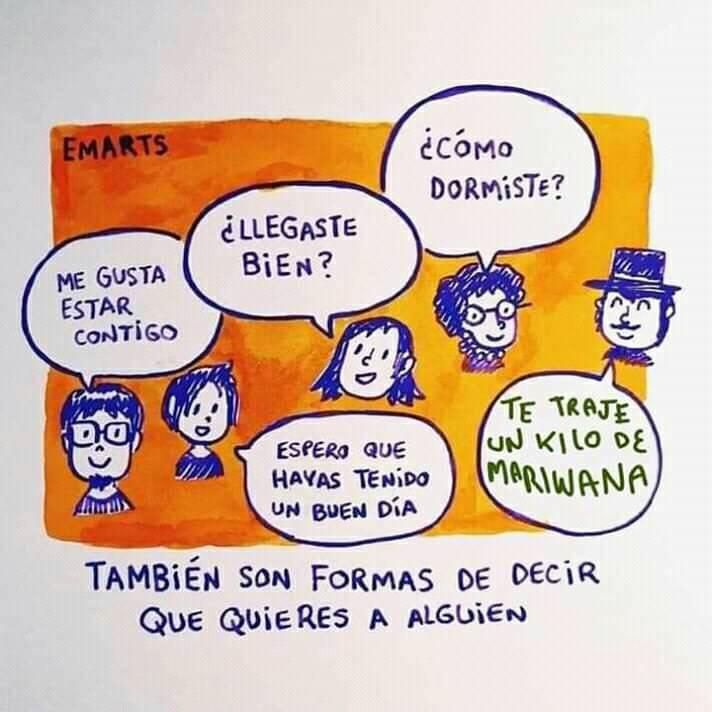 EMARTS
ME GUSTA
ESTAR
CONTIGO
¿LLEGASTE
BIEN?
¿CÓMO
DORMISTE?
ESPERO QUE
HAYAS TENIDO
UN BUEN DÍA
TE TRAJE
UN KILO DE
MARIWANA
TAMBIÉN SON FORMAS DE DECIR
QUE QUIERES A ALGUIEN